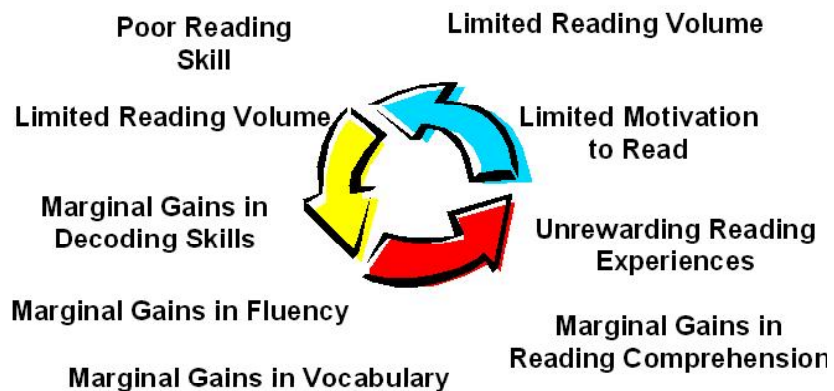 Poor Reading
Skill
Limited Reading Volume
Limited Reading Volume
Limited Motivation
to Read
Marginal Gains in
Decoding Skills
Unrewarding Reading
Experiences
Marginal Gains in Fluency
Marginal Gains in
Reading Comprehension
Marginal Gains in Vocabulary